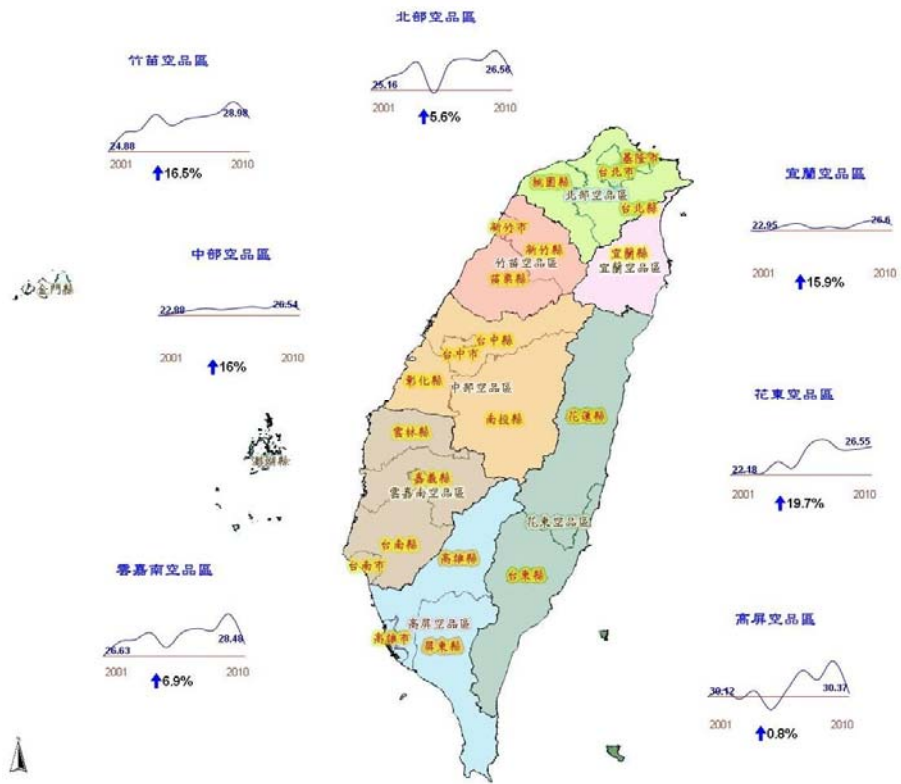 北部空品區
25.16
26.56
2001
2010
5.6%
竹苗空品區
24.88
28.98
2001
2010
16.5%
宜蘭空品區
22.95
26.6
2001
2010
15.9%
中部空品區
22.88
26.54
2001
2010
16%
花東空品區
22.18
26.55
2001
2010
19.7%
雲嘉南空品區
26.63
28.48
2001
2010
6.9%
高屏空品區
30.12
30.37
2001
2010
0.8%
基隆市
台北市
桃園縣
北部空品區
台北縣
新竹市
新竹縣
竹苗空品區
苗栗縣
宜蘭縣
宜蘭空品區
金門縣
台中縣
台中市
彰化縣
中部空品區
南投縣
花蓮縣
雲林縣
澎湖縣
嘉義縣
雲嘉南空品區
花東空品區
台南縣
高雄縣
台南市
台東縣
高屏空品區
高雄市
屏東縣